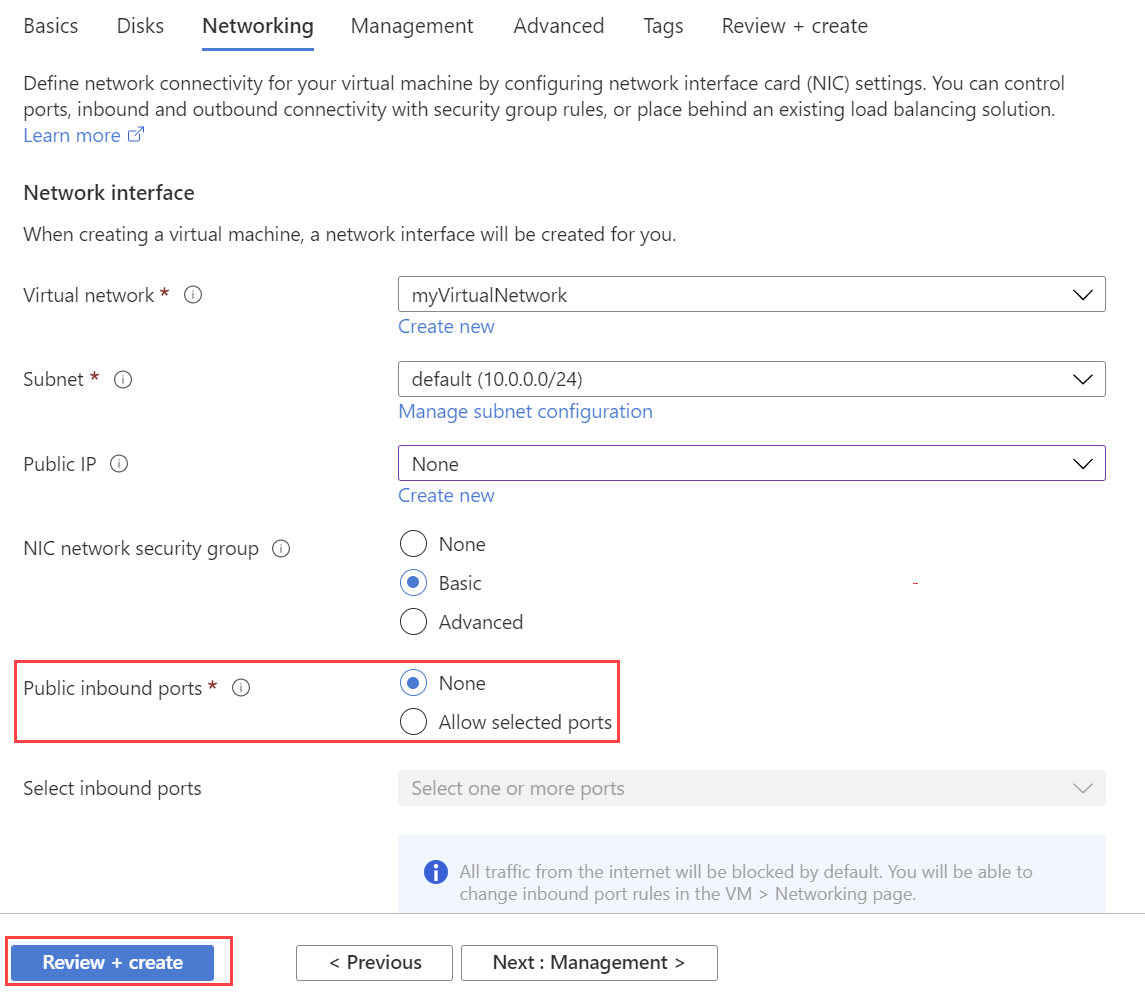 Basics Disks Networking Management Advanced Tags Review + create
Define network connectivity for your virtual machine by configuring network interface card (NIC) settings. You can control
ports, inbound and outbound connectivity with security group rules, or place behind an existing load balancing solution.
Learn more
Network interface
When creating a virtual machine, a network interface will be created for you.
Virtual network *
myVirtualNetwork
Create new
Subnet *
default (10.0.0.0/24)
Manage subnet configuration
Public IP
None
Create new
NIC network security group
None
Basic
-
Advanced
Public inbound ports *
None
Allow selected ports
Select inbound ports
Select one or more ports
All traffic from the internet will be blocked by default. You will be able to
change inbound port rules in the VM > Networking page.
Review + create
< Previous
Next : Management >